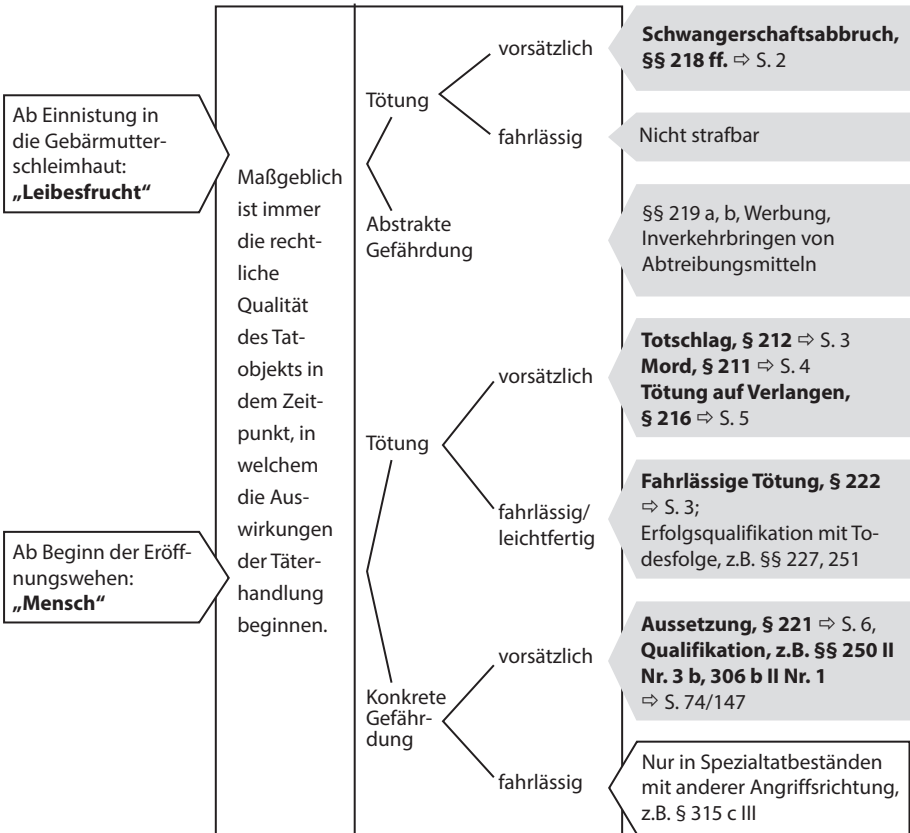 Ab Einnistung in
die Gebärmutter-
schleimhaut:
„Leibesfrucht“
Ab Beginn der Eröff-
nungswehen:
„Mensch“
Maßgeblich
ist immer
die recht-
liche
Qualität
des Tat-
objekts in
dem Zeit-
punkt, in
welchem
die Aus-
wirkungen
der Täter-
handlung
beginnen.
Tötung
vorsätzlich
Schwangerschaftsabbruch,
§§ 218 ff. ⇨ S. 2
fahrlässig
Nicht strafbar
Abstrakte
Gefährdung
§§ 219 a, b, Werbung,
Inverkehrbringen von
Abtreibungsmitteln
Tötung
vorsätzlich
Totschlag, § 212 ⇨ S. 3
Mord, § 211 ⇨ S. 4
Tötung auf Verlangen,
§ 216 ⇨ S. 5
fahrlässig/
leichtfertig
Fahrlässige Tötung, § 222
⇨ S. 3;
Erfolgsqualifikation mit To-
desfolge, z.B. §§ 227, 251
Konkrete
Gefähr-
dung
vorsätzlich
Aussetzung, § 221 ⇨ S. 6,
Qualifikation, z.B. §§ 250 II
Nr. 3 b, 306 b II Nr. 1
⇨ S. 74/147
fahrlässig
Nur in Spezialtatbeständen
mit anderer Angriffsrichtung,
z.B. § 315 c III